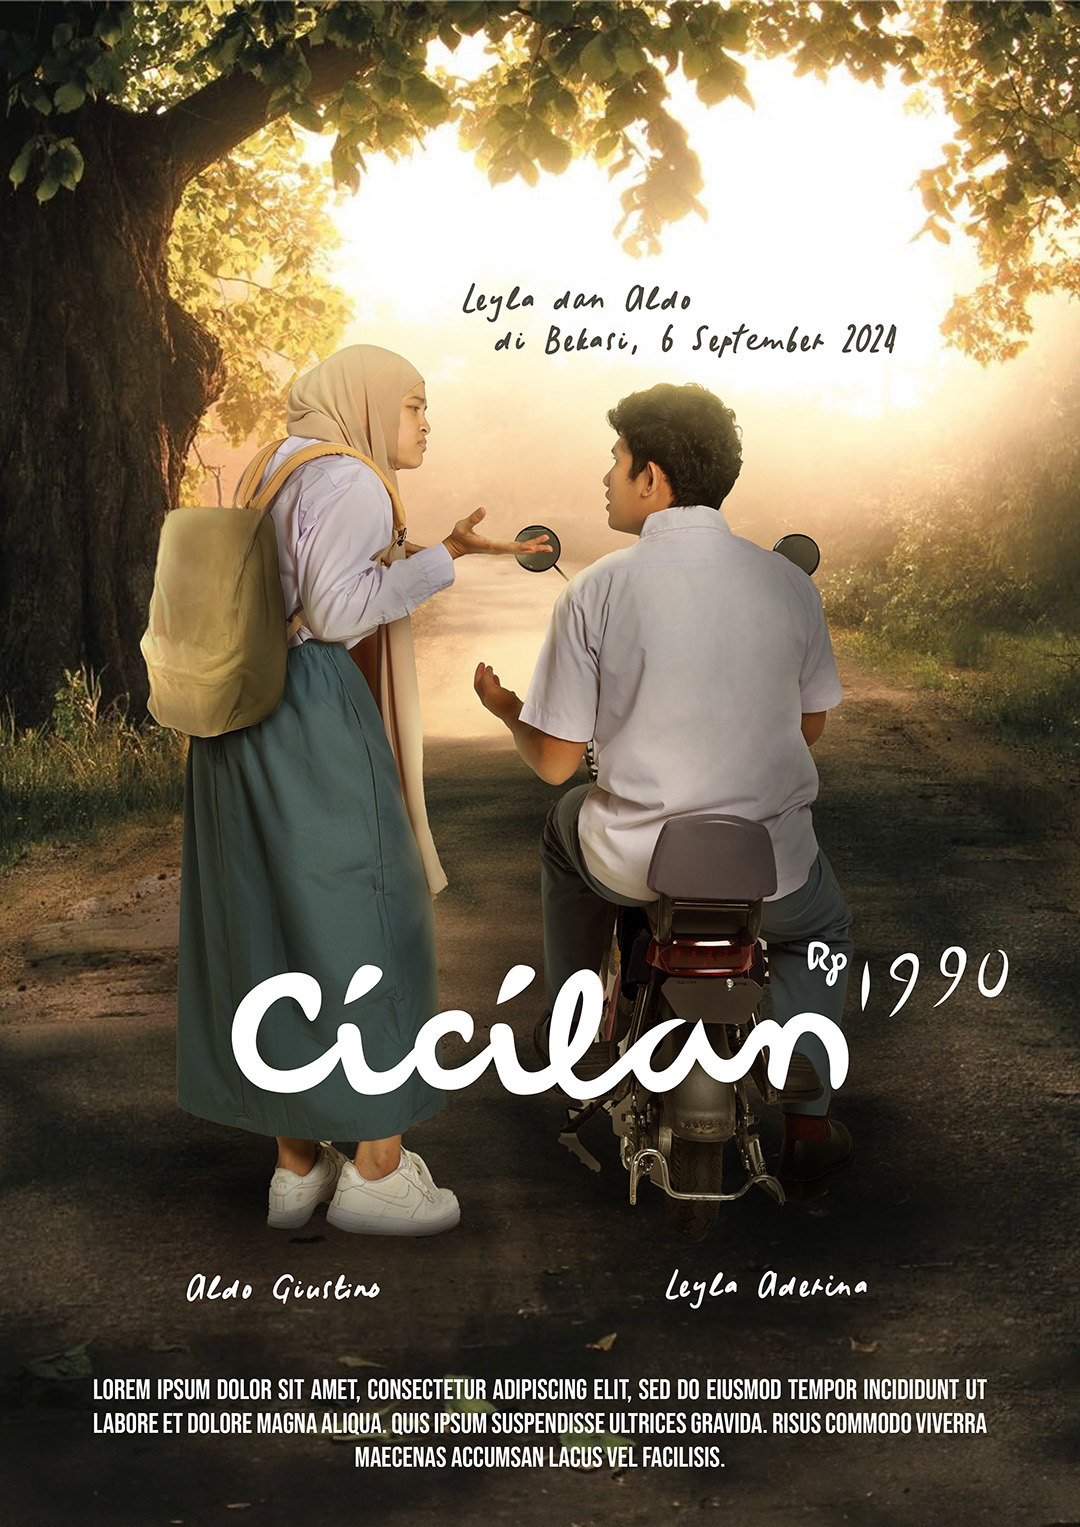 Leyla dan Aldo
di Bekasi, 6 September 2024
Cicilan Rp 1990
Aldo Giustino
Leyla Aderina
LOREM IPSUM DOLOR SIT AMET, CONSECTETUR ADIPISCING ELIT, SED DO EIUSMOD TEMPOR INCIDIDUNT UT
LABORE ET DOLORE MAGNA ALIQUA. QUIS IPSUM SUSPENDISSE ULTRICES GRAVIDA. RISUS COMMODO VIVERRA
MAECENAS ACCUMSAN LACUS VEL FACILISIS.